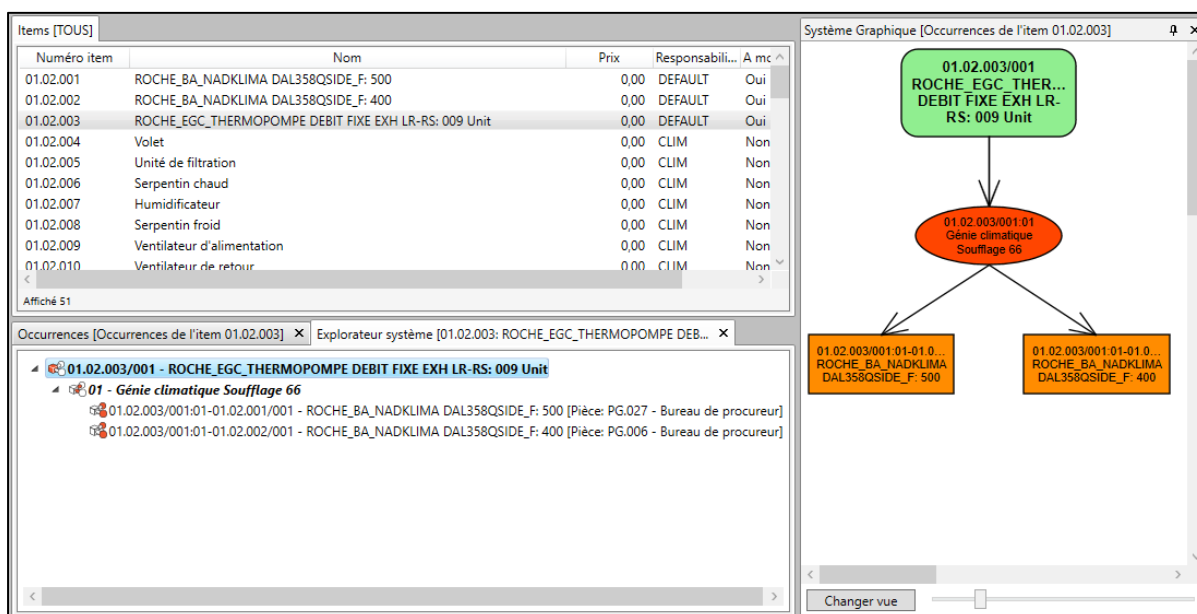 Items [TOUS]
Numéro item Nom Prix Responsabili... A mc
01.02.001 ROCHE_BA_NADKLIMA DAL358QSIDE_F: 500 0,00 DEFAULT Oui
01.02.002 ROCHE_BA_NADKLIMA DAL358QSIDE_F: 400 0,00 DEFAULT Oui
01.02.003 ROCHE_EGC_THERMOPOMPE DEBIT FIXE EXH LR-RS: 009 Unit 0,00 DEFAULT Oui
01.02.004 Volet 0,00 CLIM Non
01.02.005 Unité de filtration 0,00 CLIM Non
01.02.006 Serpentin chaud 0,00 CLIM Non
01.02.007 Humidificateur 0,00 CLIM Non
01.02.008 Serpentin froid 0,00 CLIM Non
01.02.009 Ventilateur d'alimentation 0,00 CLIM Non
01.02.010 Ventilateur de retour 0,00 CLIM Non
Affiché 51
Occurrences [Occurrences de l'item 01.02.003] Explorateur système [01.02.003: ROCHE_EGC_THERMOPOMPE DEB...
01.02.003/001 - ROCHE_EGC_THERMOPOMPE DEBIT FIXE EXH LR-RS: 009 Unit
01 - Génie climatique Soufflage 66
01.02.003/001:01-01.02.001/001 - ROCHE_BA_NADKLIMA DAL358QSIDE_F: 500 [Pièce: PG.027 - Bureau de procureur]
01.02.003/001:01-01.02.002/001 - ROCHE_BA_NADKLIMA DAL358QSIDE_F: 400 [Pièce: PG.006 - Bureau de procureur]
Système Graphique [Occurrences de l'item 01.02.003]
01.02.003/001
ROCHE_EGC_THER...
DEBIT FIXE EXH LR-
RS: 009 Unit
01.02.003/001:01
Génie climatique
Soufflage 66
01.02.003/001:01-01.0...
ROCHE_BA_NADKLIMA
DAL358QSIDE_F: 500
01.02.003/001:01-01.0...
ROCHE_BA_NADKLIMA
DAL358QSIDE_F: 400
Changer vue